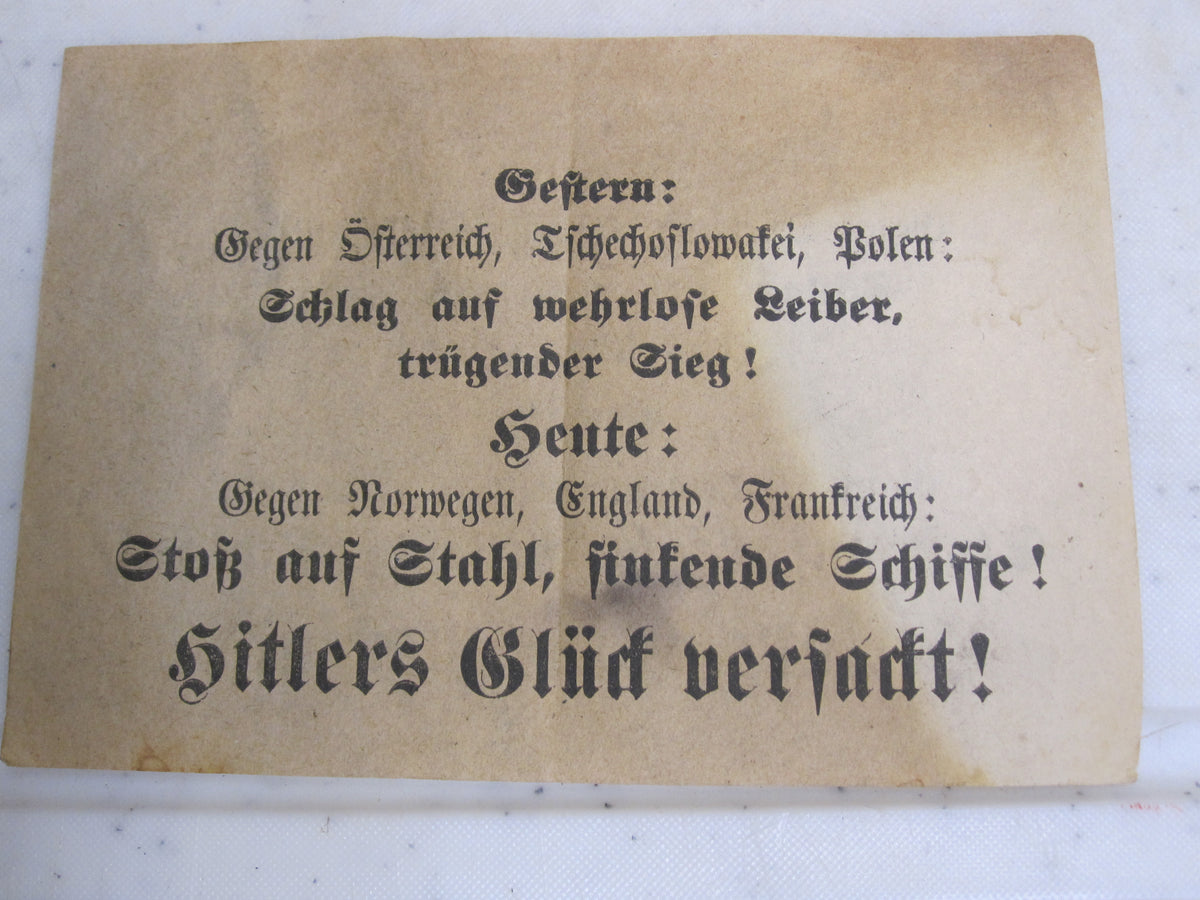 Gestern:
Gegen Österreich, Tschechoslowakei, Polen:
Schlag auf wehrlose Leiber,
trügender Sieg!
Heute:
Gegen Norwegen, England, Frankreich:
Stoß auf Stahl, sinkende Schiffe!
Hitlers Glück versackt!